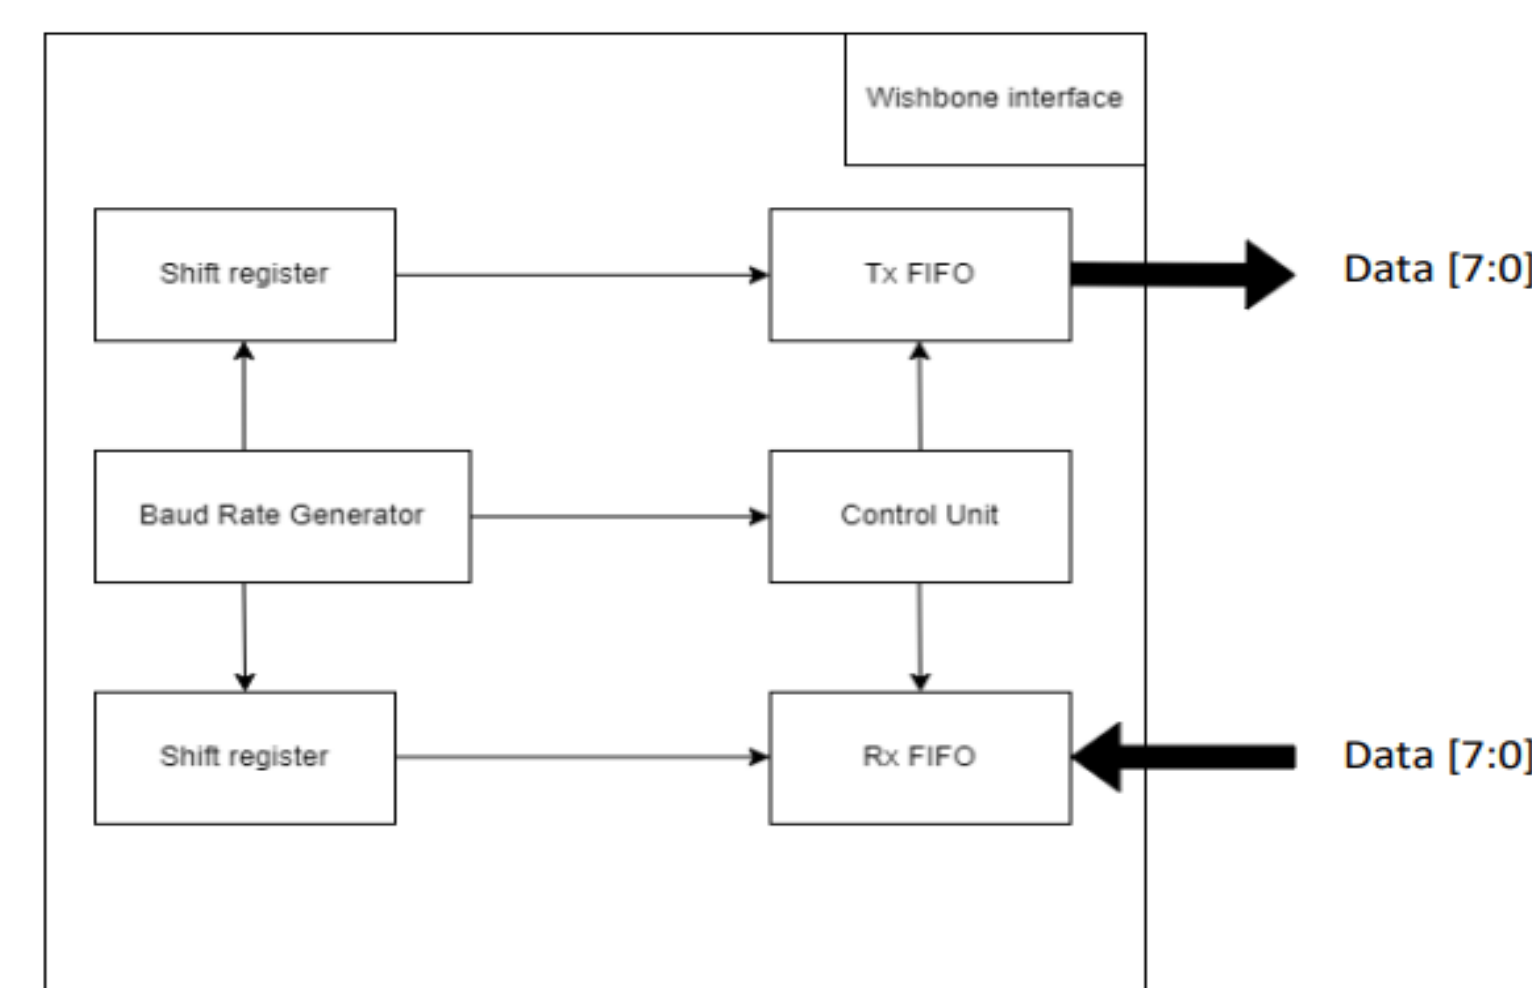 Wishbone interface
Shift register
Tx FIFO
Data [7:0]
Baud Rate Generator
Control Unit
Shift register
Rx FIFO
Data [7:0]